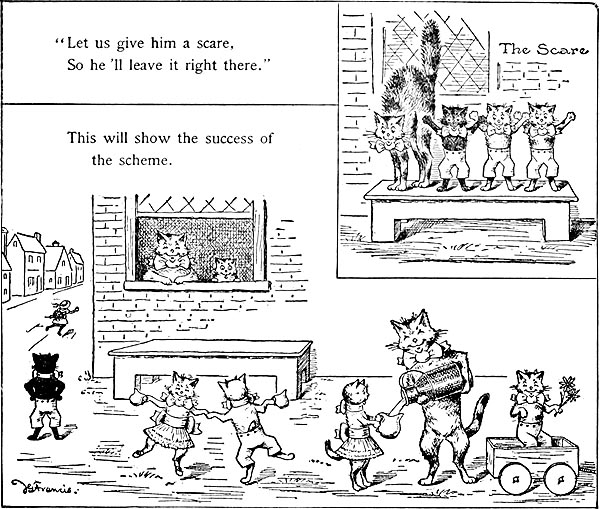 "Let us give him a scare,
So he'll leave it right there."
The Scare
This will show the success of
the scheme.
JGFrancis.